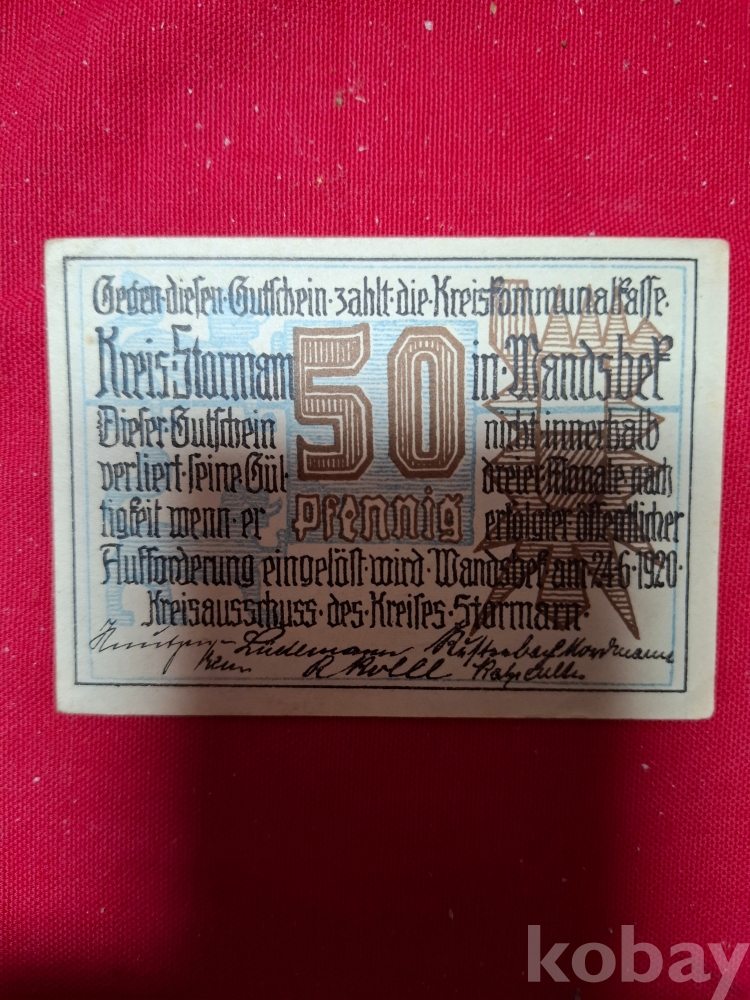 Gegen·diesen·Gutschein·zahlt·die·Kreiskommunalkasse·
Kreis·Stormarn 50 in·Wandsbek
Dieser·Gutschein nicht·innerhalb
verliert·seine·Gül· dreier·Monate·nach
tigkeit wenn·er Pfennig erfolgter·öffentlicher
Aufforderung eingelöst·wird·Wandsbek·am·24·6·1920·
Kreisausschuss·des·Kreises·Stormarn·
Lüdemann
kobay